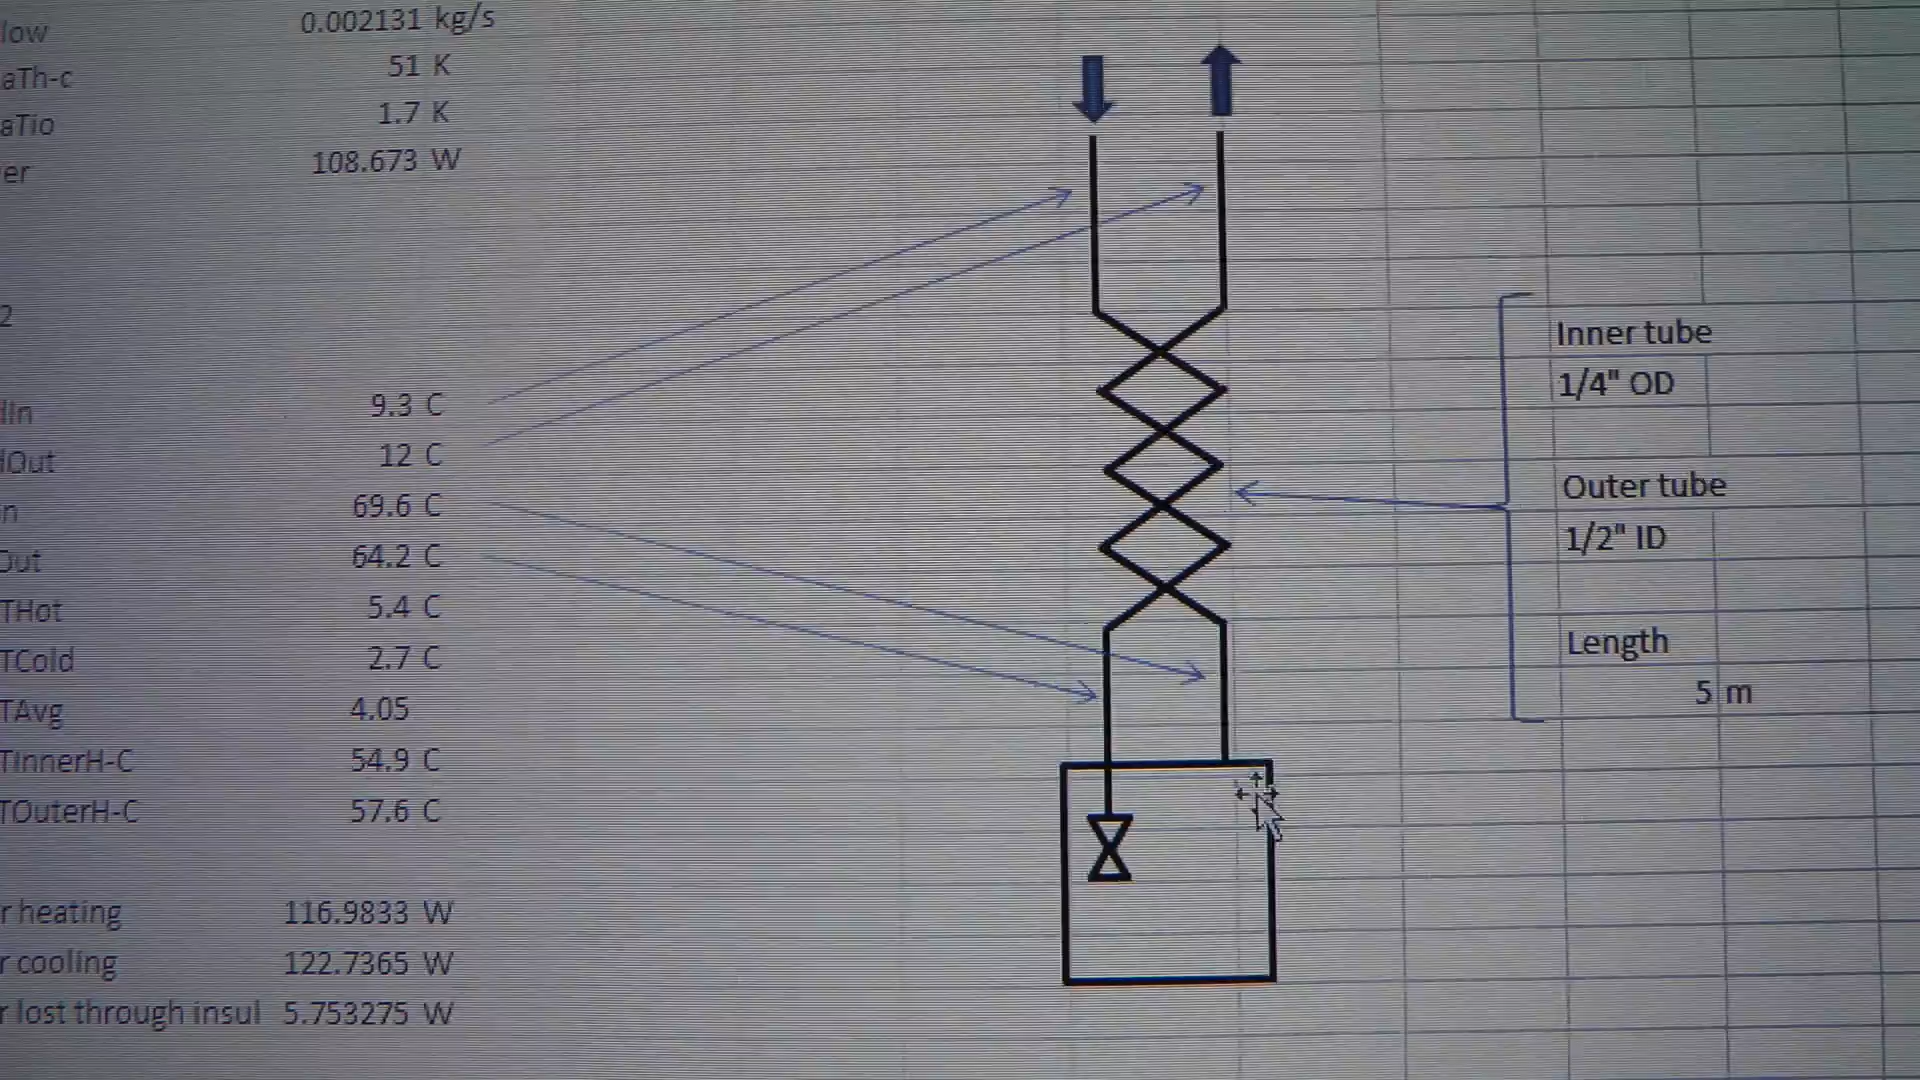 low 0.002131 kg/s
aTh-c 51 K
aTio 1.7 K
er 108.673 W
2
dIn 9.3 C
dOut 12 C
n 69.6 C
Out 64.2 C
THot 5.4 C
TCold 2.7 C
TAvg 4.05
TInnerH-C 54.9 C
TOuterH-C 57.6 C
r heating 116.9833 W
r cooling 122.7365 W
r lost through insul 5.753275 W
Inner tube
1/4" OD
Outer tube
1/2" ID
Length
5 m